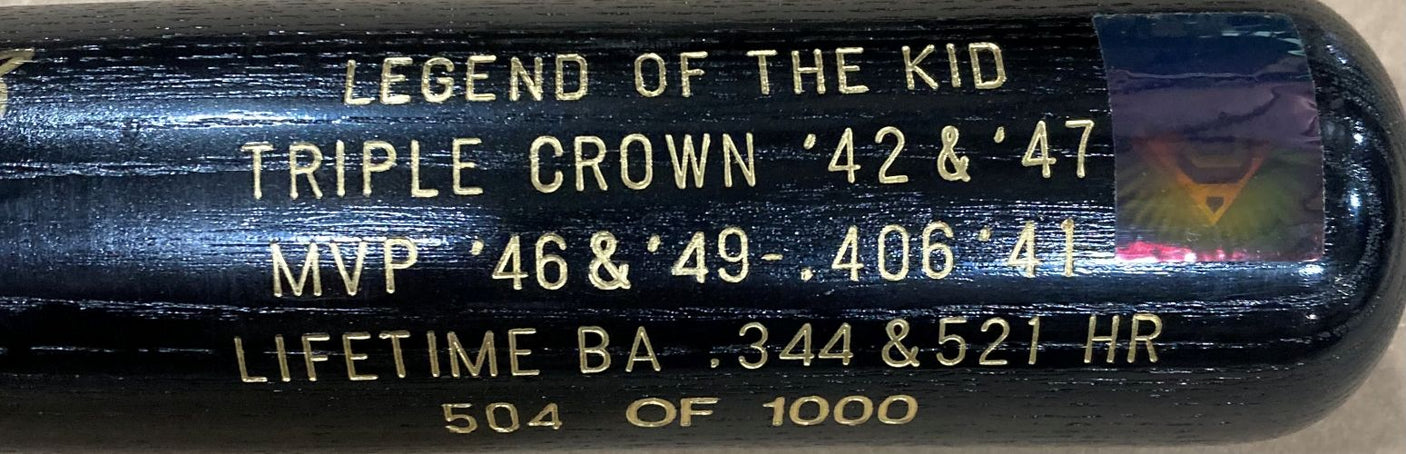 LEGEND OF THE KID
TRIPLE CROWN '42 & '47
MVP '46 & '49-.406 '41
LIFETIME BA .344 & 521 HR
504 OF 1000